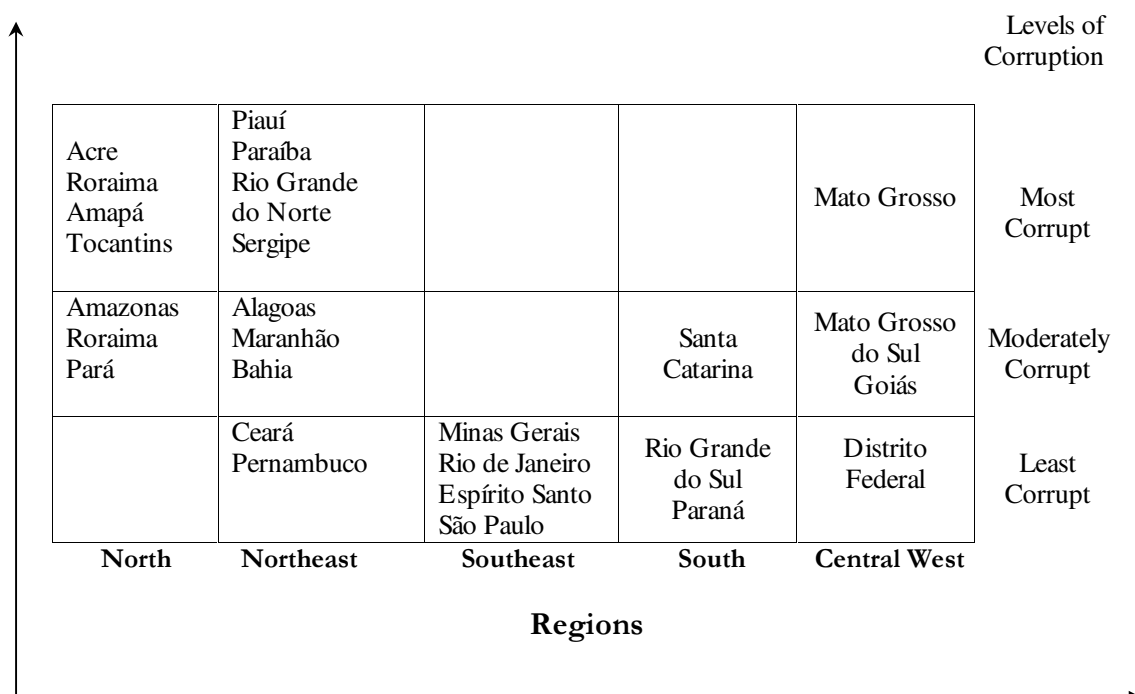 Levels of
Corruption
Acre
Roraima
Amapá
Tocantins
Piauí
Paraíba
Rio Grande
do Norte
Sergipe
Mato Grosso
Most
Corrupt
Amazonas
Roraima
Pará
Alagoas
Maranhão
Bahia
Santa
Catarina
Mato Grosso
do Sul
Goiás
Moderately
Corrupt
Ceará
Pernambuco
Minas Gerais
Rio de Janeiro
Espírito Santo
São Paulo
Rio Grande
do Sul
Paraná
Distrito
Federal
Least
Corrupt
North
Northeast
Southeast
South
Central West
Regions